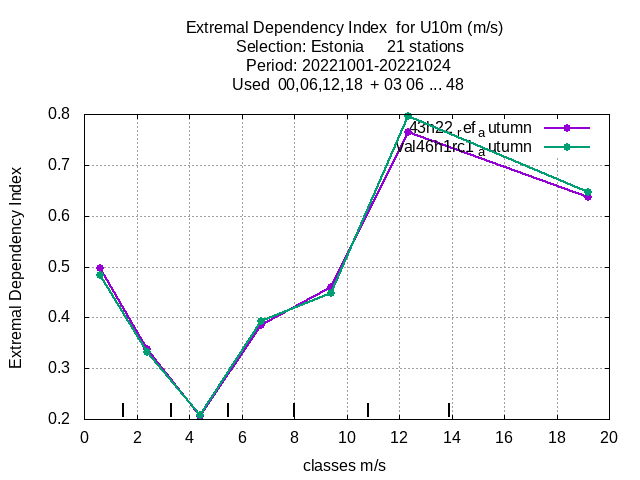 Extremal Dependency Index for U10m (m/s)
Selection: Estonia 21 stations
Period: 20221001-20221024
Used 00,06,12,18 + 03 06 ... 48
0.8
0.7
0.6
0.5
0.4
0.3
0.2
Extremal Dependency Index
43h22_ref_autumn
val46h1rc1_autumn
0 2 4 6 8 10 12 14 16 18 20
classes m/s